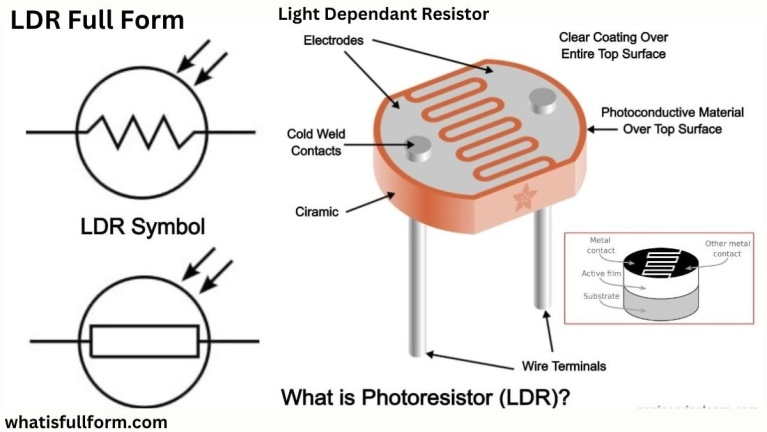 LDR Full Form
Light Dependant Resistor
Electrodes
Clear Coating Over
Entire Top Surface
Photoconductive Material
Over Top Surface
Cold Weld
Contacts
LDR Symbol
Ciramic
Metal
contact
Other metal
contact
Active film
Substrate
Wire Terminals
What is Photoresistor (LDR)?
whatisfullform.com